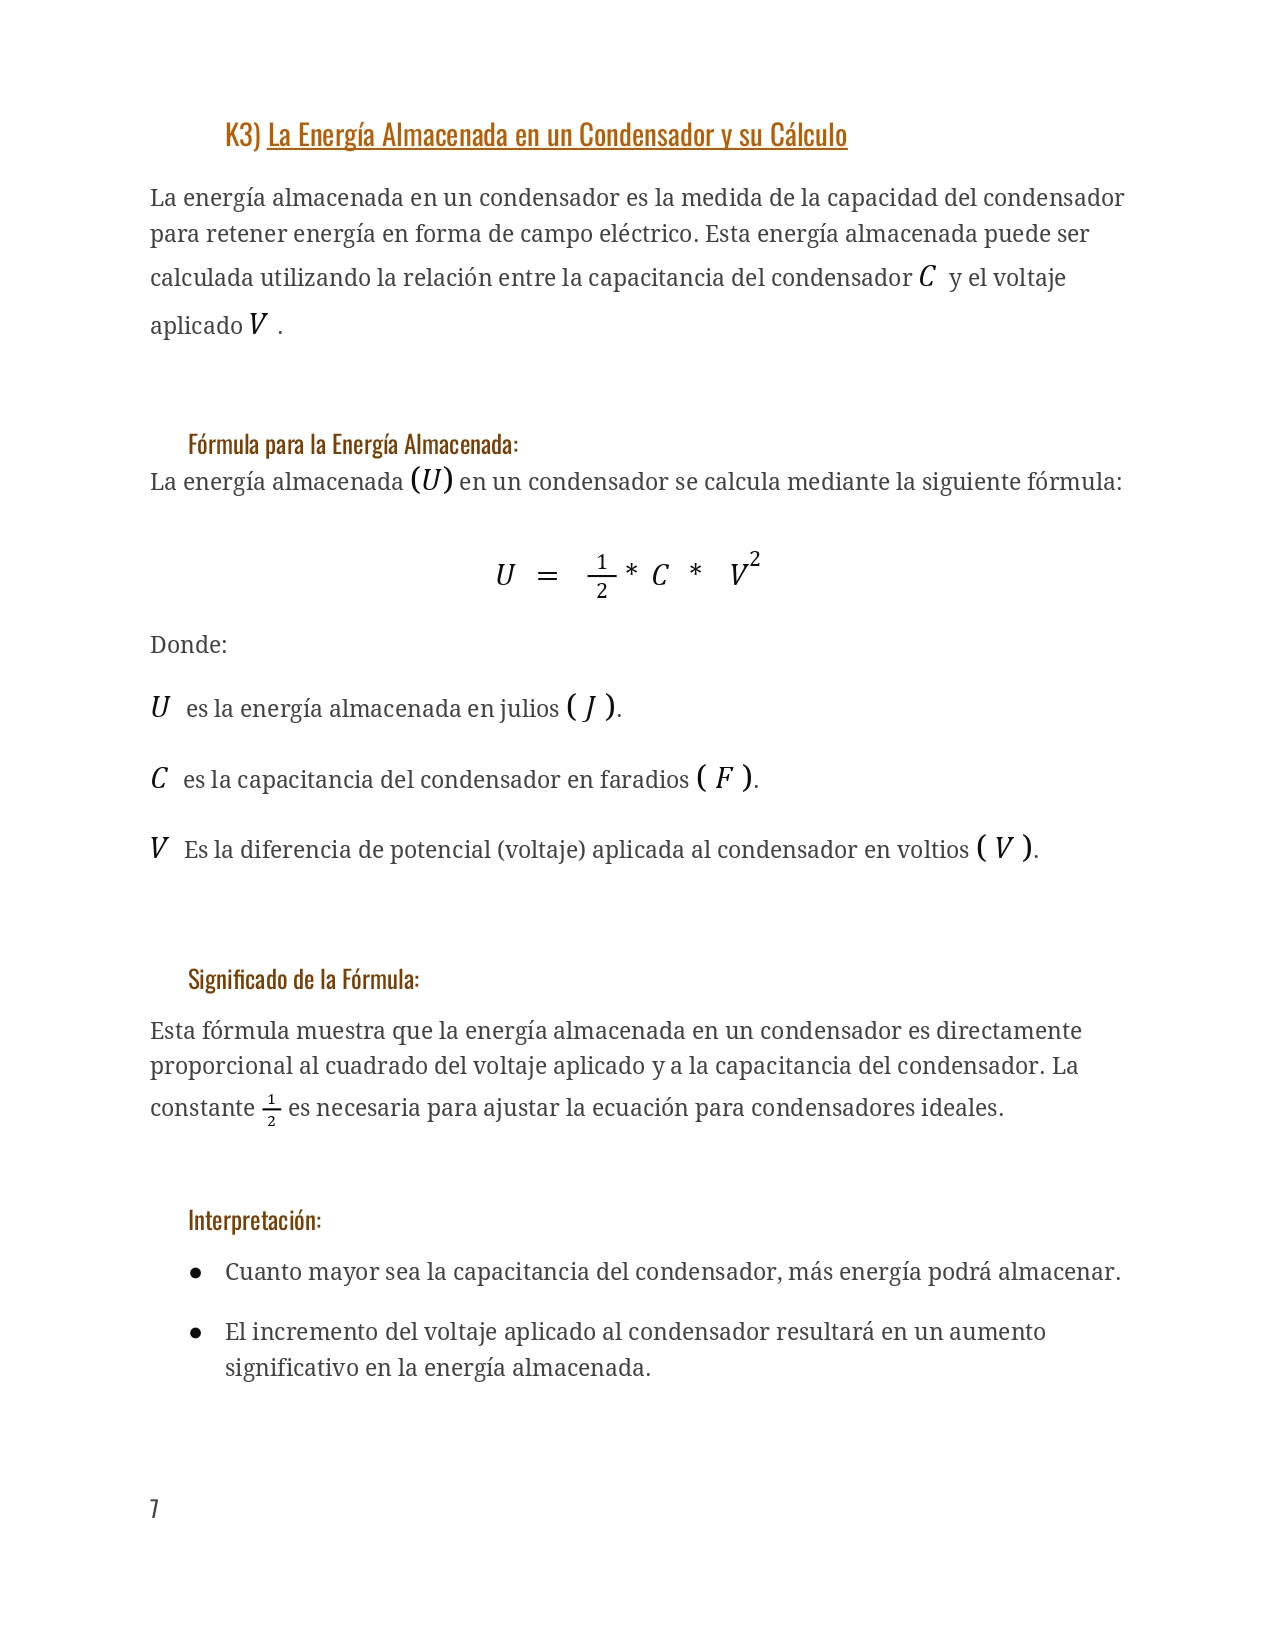 K3) La Energía Almacenada en un Condensador y su Cálculo
La energía almacenada en un condensador es la medida de la capacidad del condensador
para retener energía en forma de campo eléctrico. Esta energía almacenada puede ser
calculada utilizando la relación entre la capacitancia del condensador C y el voltaje
aplicado V .
Fórmula para la Energía Almacenada:
La energía almacenada (U) en un condensador se calcula mediante la siguiente fórmula:
U = 1/2 * C * V²
Donde:
U es la energía almacenada en julios ( J ).
C es la capacitancia del condensador en faradios ( F ).
V Es la diferencia de potencial (voltaje) aplicada al condensador en voltios ( V ).
Significado de la Fórmula:
Esta fórmula muestra que la energía almacenada en un condensador es directamente
proporcional al cuadrado del voltaje aplicado y a la capacitancia del condensador. La
constante 1/2 es necesaria para ajustar la ecuación para condensadores ideales.
Interpretación:
● Cuanto mayor sea la capacitancia del condensador, más energía podrá almacenar.
● El incremento del voltaje aplicado al condensador resultará en un aumento
significativo en la energía almacenada.
7